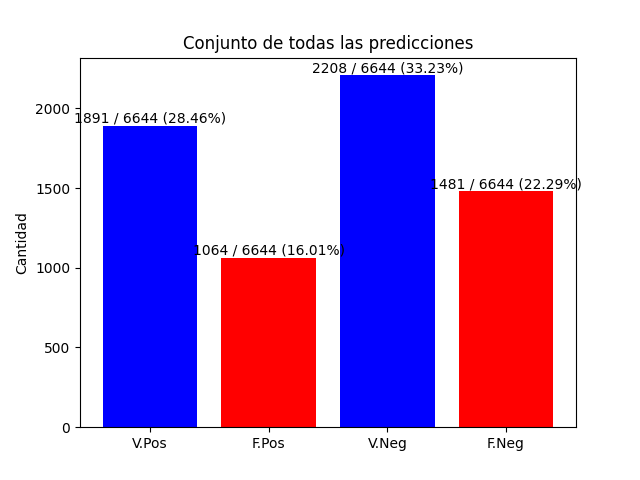 Conjunto de todas las predicciones
2208 / 6644 (33.23%)
1891 / 6644 (28.46%)
1481 / 6644 (22.29%)
1064 / 6644 (16.01%)
Cantidad
2000
1500
1000
500
0
V.Pos
F.Pos
V.Neg
F.Neg